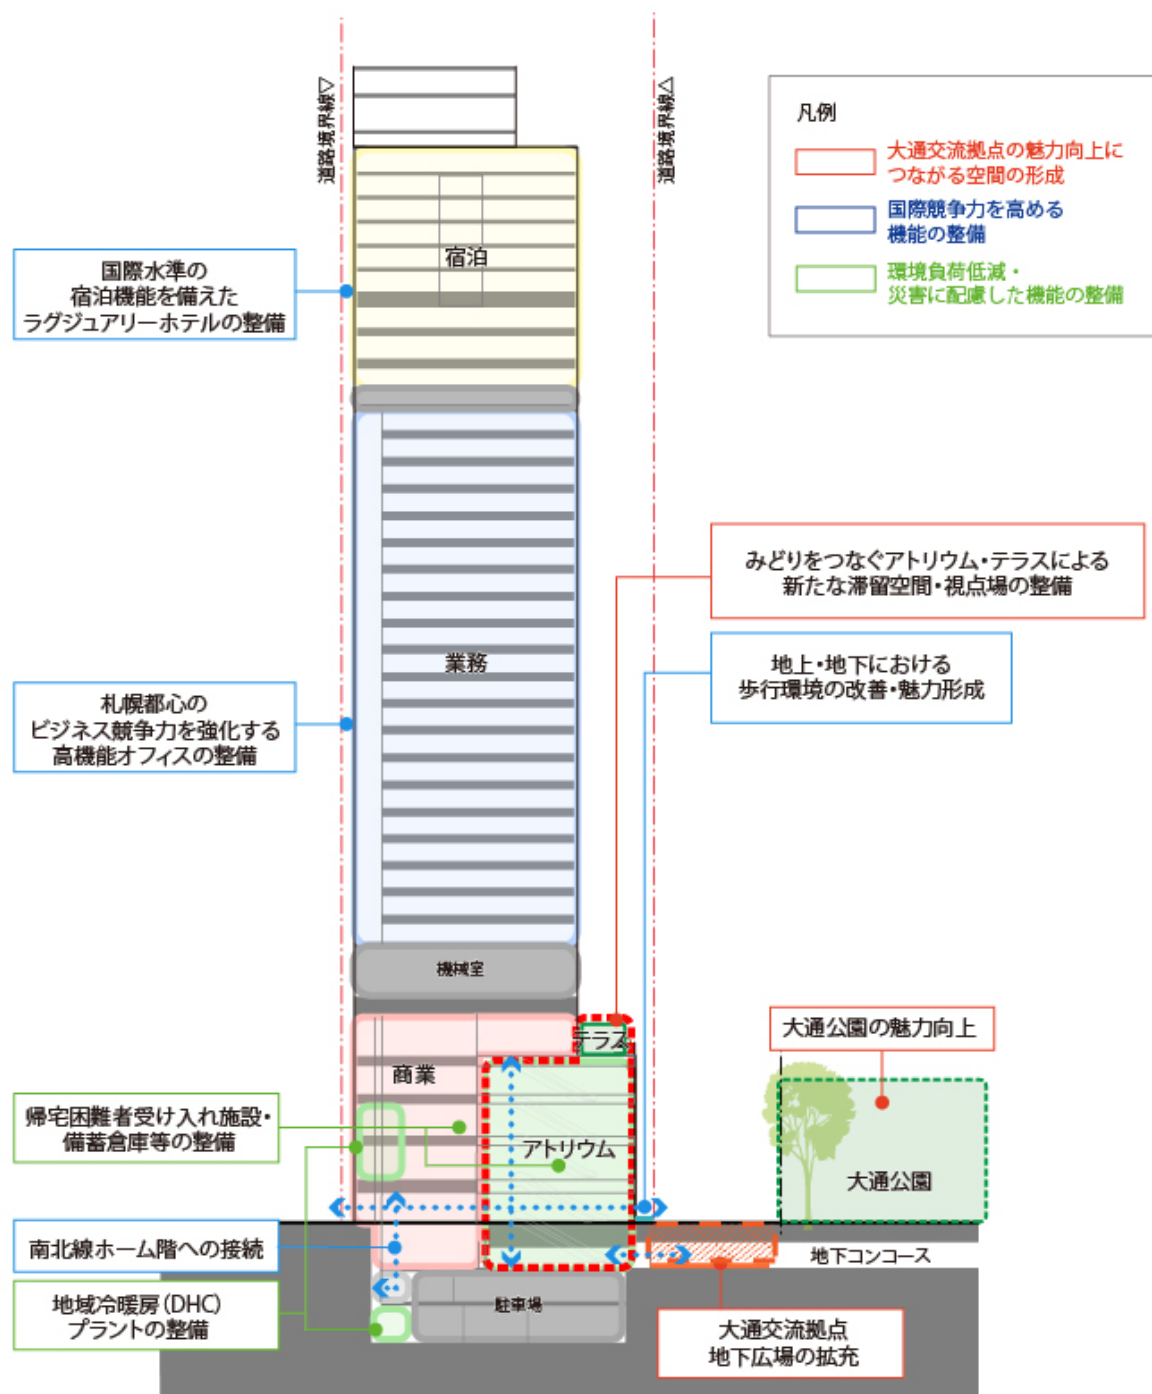 道路境界線▽
道路境界線△
凡例
大通交流拠点の魅力向上に
つながる空間の形成
国際競争力を高める
機能の整備
環境負荷低減・
災害に配慮した機能の整備
宿泊
国際水準の
宿泊機能を備えた
ラグジュアリーホテルの整備
みどりをつなぐアトリウム・テラスによる
新たな滞留空間・視点場の整備
業務
地上・地下における
歩行環境の改善・魅力形成
札幌都心の
ビジネス競争力を強化する
高機能オフィスの整備
機械室
テラス
大通公園の魅力向上
商業
帰宅困難者受け入れ施設・
備蓄倉庫等の整備
アトリウム
大通公園
南北線ホーム階への接続
地下コンコース
地域冷暖房(DHC)
プラントの整備
駐車場
大通交流拠点
地下広場の拡充